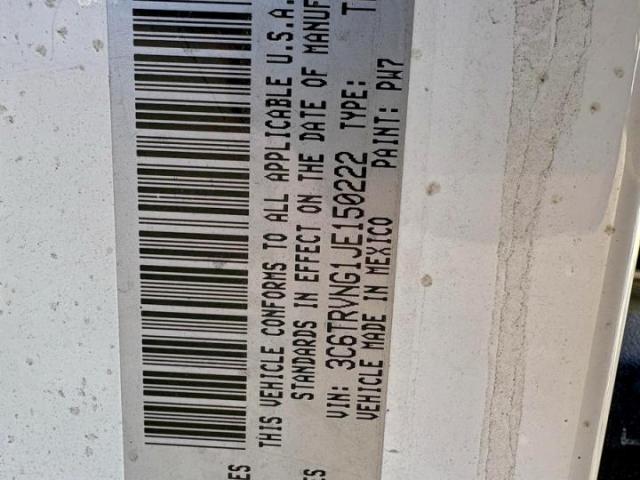 THIS VEHICLE CONFORMS TO ALL APPLICABLE U.S.A.
STANDARDS IN EFFECT ON THE DATE OF MANUF
VIN: 3C6TRVNG1JE150222 TYPE:
VEHICLE MADE IN MEXICO PAINT: PW7